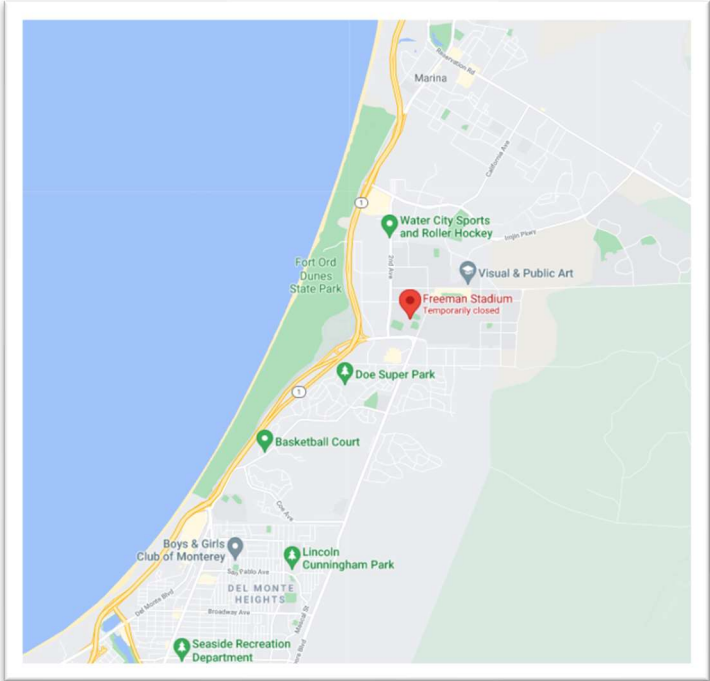 Reservation Rd
Marina
California Ave
1
Water City Sports
and Roller Hockey
Ingin Pkwy
2nd Ave
Fort Ord
Dunes
State Park
Visual & Public Art
Freeman Stadium
Temporarily closed
Doe Super Park
1
Basketball Court
Coe Ave
Boys & Girls
Club of Monterey
Lincoln
Cunningham Park
San Pablo Ave
DEL MONTE
HEIGHTS
Del Monte Blvd
Broadway Ave
Mescal St
Seaside Recreation
Department